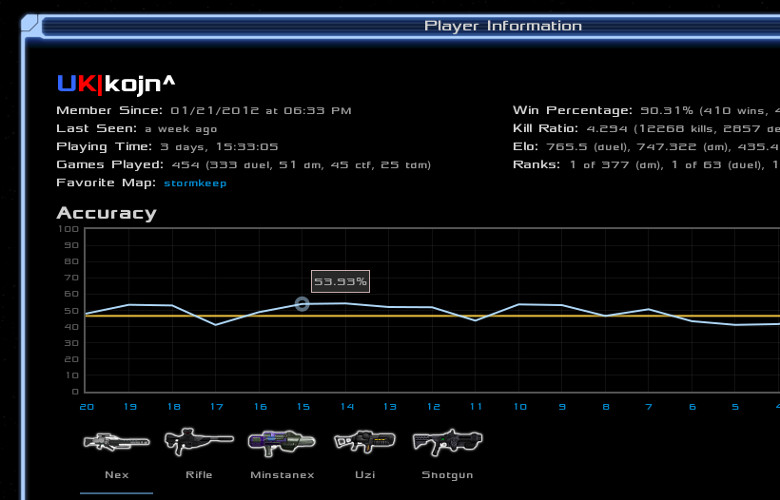 Player Information
UK|kojn^
Member Since: 01/21/2012 at 06:33 PM
Last Seen: a week ago
Playing Time: 3 days, 15:33:05
Games Played: 454 (333 duel, 51 dm, 45 ctf, 25 tdm)
Favorite Map: stormkeep
Win Percentage: 90.31% (410 wins, 4
Kill Ratio: 4.294 (12268 kills, 2857 de
Elo: 765.5 (duel), 747.322 (dm), 435.4
Ranks: 1 of 377 (dm), 1 of 63 (duel), 1
Accuracy
100
90
80
70
60
50
40
30
20
10
0
53.93%
20 19 18 17 16 15 14 13 12 11 10 9 8 7 6 5 4
Nex Rifle Minstanex Uzi Shotgun